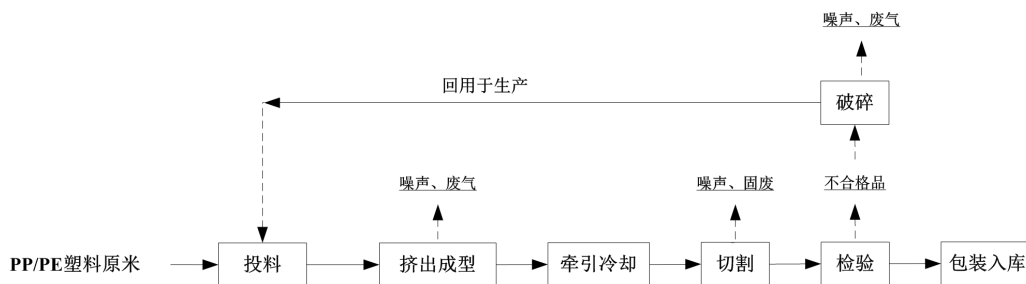 噪声、废气
回用于生产
破碎
噪声、废气
噪声、固废
不合格品
PP/PE塑料原米
投料
挤出成型
牵引冷却
切割
检验
包装入库